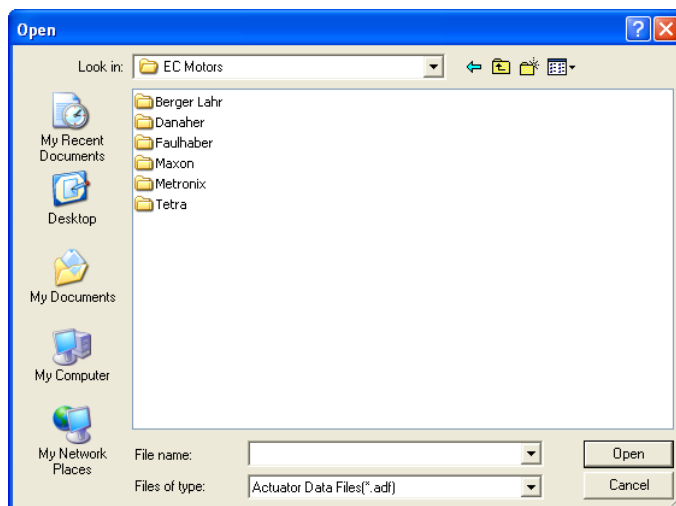 Open
Look in:
EC Motors
My Recent
Documents
Desktop
My Documents
My Computer
My Network
Places
Berger Lahr
Danaher
Faulhaber
Maxon
Metronix
Tetra
File name:
Open
Files of type:
Actuator Data Files(*.adf)
Cancel